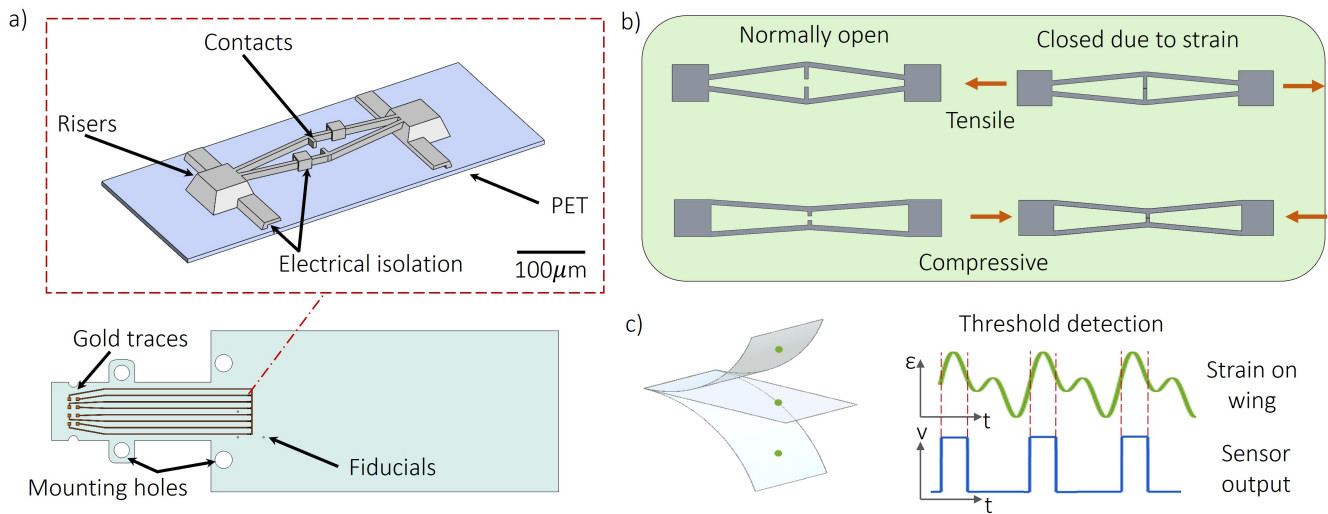 a)
Contacts
Risers
PET
Electrical isolation
100μm
Gold traces
Fiducials
Mounting holes
b)
Normally open
Closed due to strain
Tensile
Compressive
c)
Threshold detection
ε
t
Strain on
wing
V
t
Sensor
output